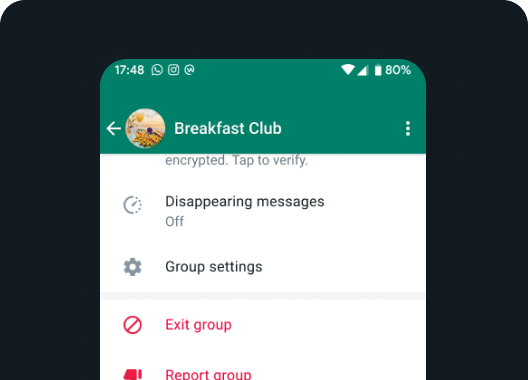 17:48 80%
Breakfast Club
encrypted. Tap to verify.
Disappearing messages
Off
Group settings
Exit group
Report group